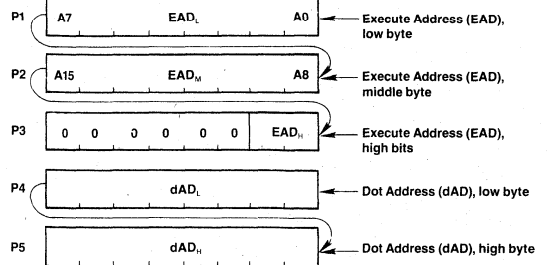 P1 A7 EADL A0 Execute Address (EAD),
low byte
P2 A15 EADM A8 Execute Address (EAD),
middle byte
P3 0 0 0 0 0 0 EADH Execute Address (EAD),
high bits
P4 dADL Dot Address (dAD), low byte
P5 dADH Dot Address (dAD), high byte